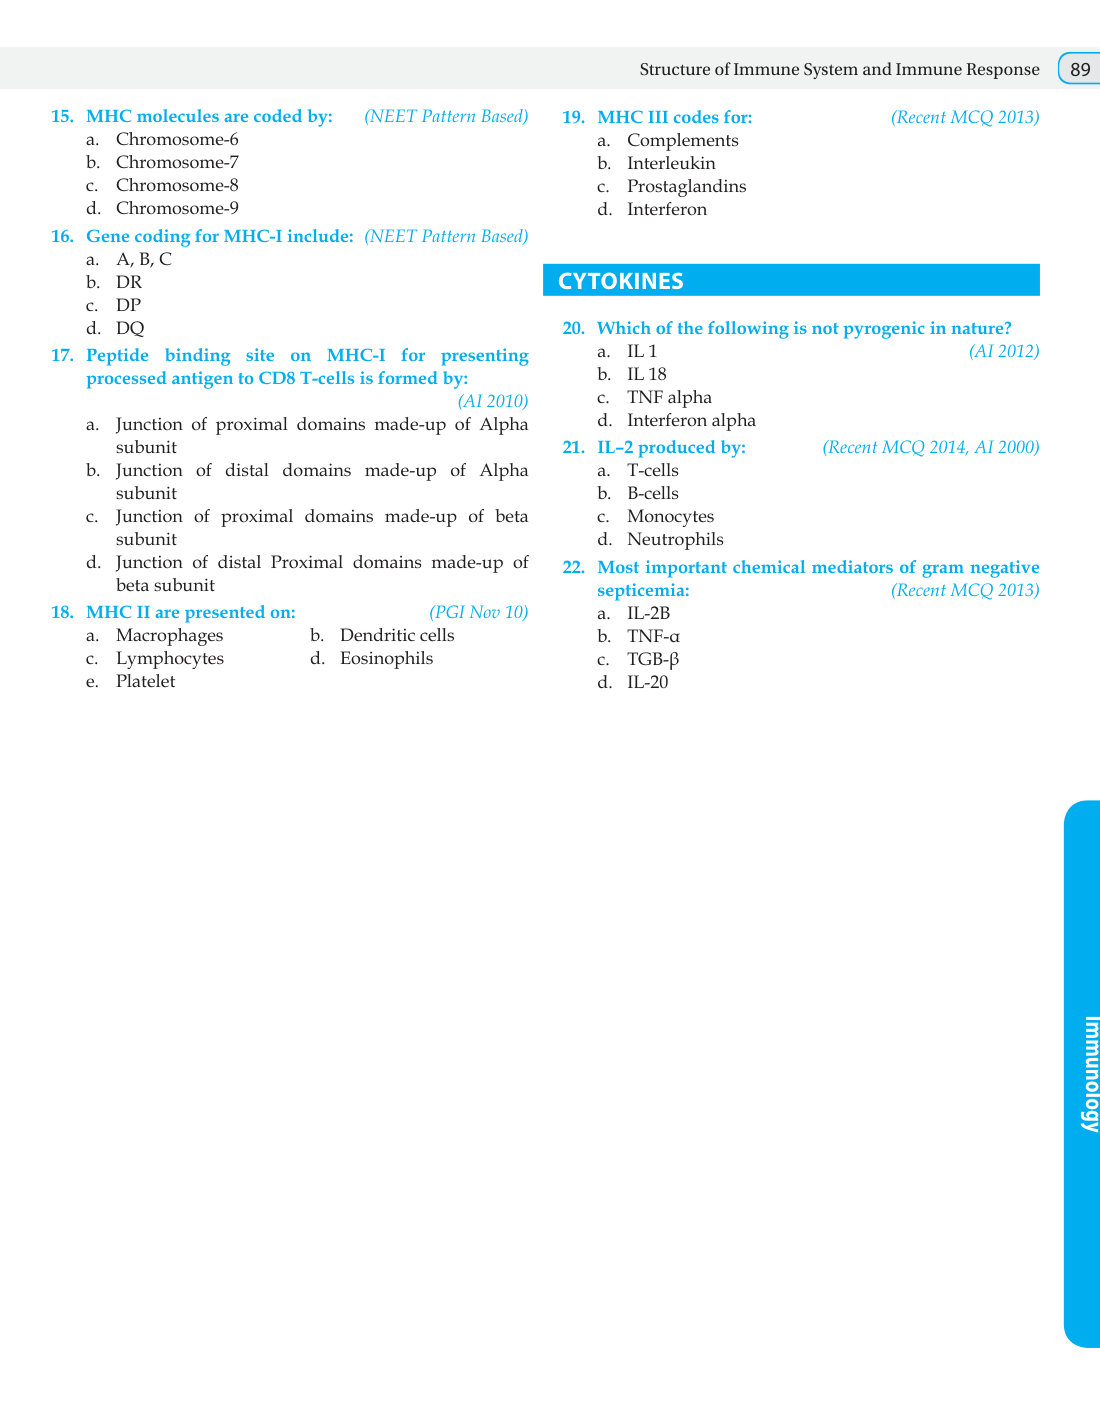 Structure of Immune System and Immune Response 89
15. MHC molecules are coded by: (NEET Pattern Based)
a. Chromosome-6
b. Chromosome-7
c. Chromosome-8
d. Chromosome-9
16. Gene coding for MHC-I include: (NEET Pattern Based)
a. A, B, C
b. DR
c. DP
d. DQ
17. Peptide binding site on MHC-I for presenting
processed antigen to CD8 T-cells is formed by:
(AI 2010)
a. Junction of proximal domains made-up of Alpha
subunit
b. Junction of distal domains made-up of Alpha
subunit
c. Junction of proximal domains made-up of beta
subunit
d. Junction of distal Proximal domains made-up of
beta subunit
18. MHC II are presented on: (PGI Nov 10)
a. Macrophages b. Dendritic cells
c. Lymphocytes d. Eosinophils
e. Platelet
19. MHC III codes for: (Recent MCQ 2013)
a. Complements
b. Interleukin
c. Prostaglandins
d. Interferon
CYTOKINES
20. Which of the following is not pyrogenic in nature?
a. IL 1 (AI 2012)
b. IL 18
c. TNF alpha
d. Interferon alpha
21. IL–2 produced by: (Recent MCQ 2014, AI 2000)
a. T-cells
b. B-cells
c. Monocytes
d. Neutrophils
22. Most important chemical mediators of gram negative
septicemia: (Recent MCQ 2013)
a. IL-2B
b. TNF-α
c. TGB-β
d. IL-20
Immunology